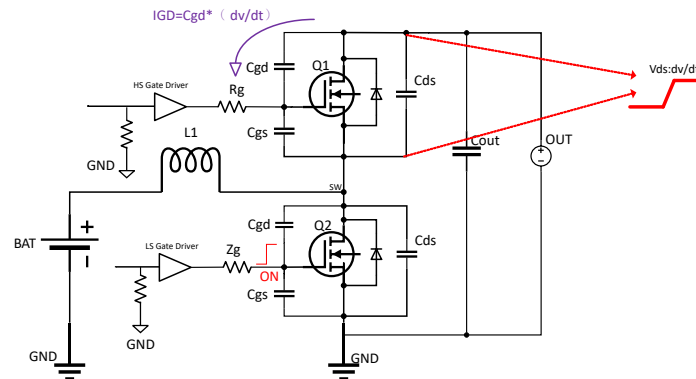 IGD=Cgd*（ dv/dt）
Q1
Cgd
HS Gate Driver
Rg
Cds
Vds:dv/dt
Cgs
L1
GND
Cout
OUT
SW
Cgd
Q2
BAT
LS Gate Driver
Zg
Cds
ON
Cgs
GND
GND
GND